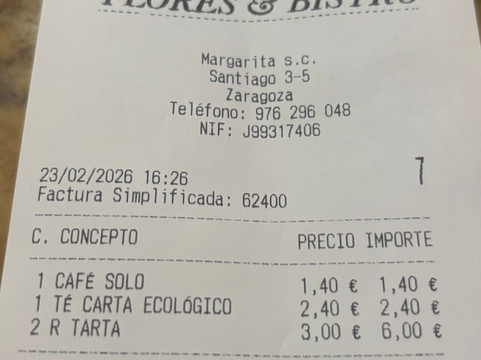 FLORES & BISTRO
Margarita s.c.
Santiago 3-5
Zaragoza
Teléfono: 976 296 048
NIF: J99317406
7
23/02/2026 16:26
Factura Simplificada: 62400
C. CONCEPTO PRECIO IMPORTE
1 CAFÉ SOLO 1,40 € 1,40 €
1 TÉ CARTA ECOLÓGICO 2,40 € 2,40 €
2 R TARTA 3,00 € 6,00 €